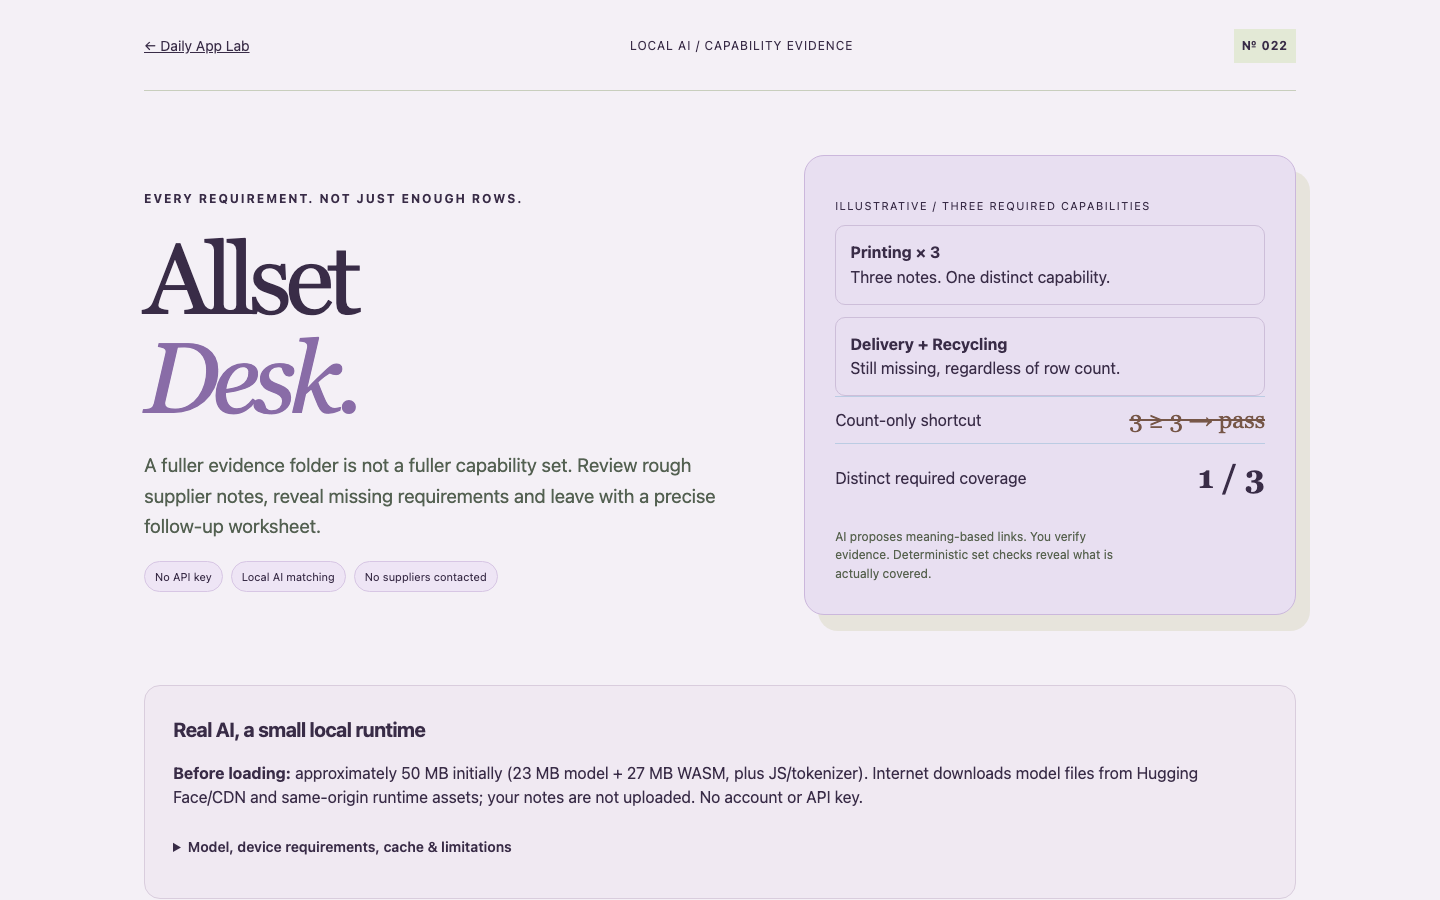 ← Daily App Lab
LOCAL AI / CAPABILITY EVIDENCE
Nº 022
EVERY REQUIREMENT. NOT JUST ENOUGH ROWS.
Allset
Desk.
A fuller evidence folder is not a fuller capability set. Review rough
supplier notes, reveal missing requirements and leave with a precise
follow-up worksheet.
No API key
Local AI matching
No suppliers contacted
ILLUSTRATIVE / THREE REQUIRED CAPABILITIES
Printing × 3
Three notes. One distinct capability.
Delivery + Recycling
Still missing, regardless of row count.
Count-only shortcut
3 ≥ 3 → pass
Distinct required coverage
1 / 3
AI proposes meaning-based links. You verify
evidence. Deterministic set checks reveal what is
actually covered.
Real AI, a small local runtime
Before loading: approximately 50 MB initially (23 MB model + 27 MB WASM, plus JS/tokenizer). Internet downloads model files from Hugging
Face/CDN and same-origin runtime assets; your notes are not uploaded. No account or API key.
▶ Model, device requirements, cache & limitations